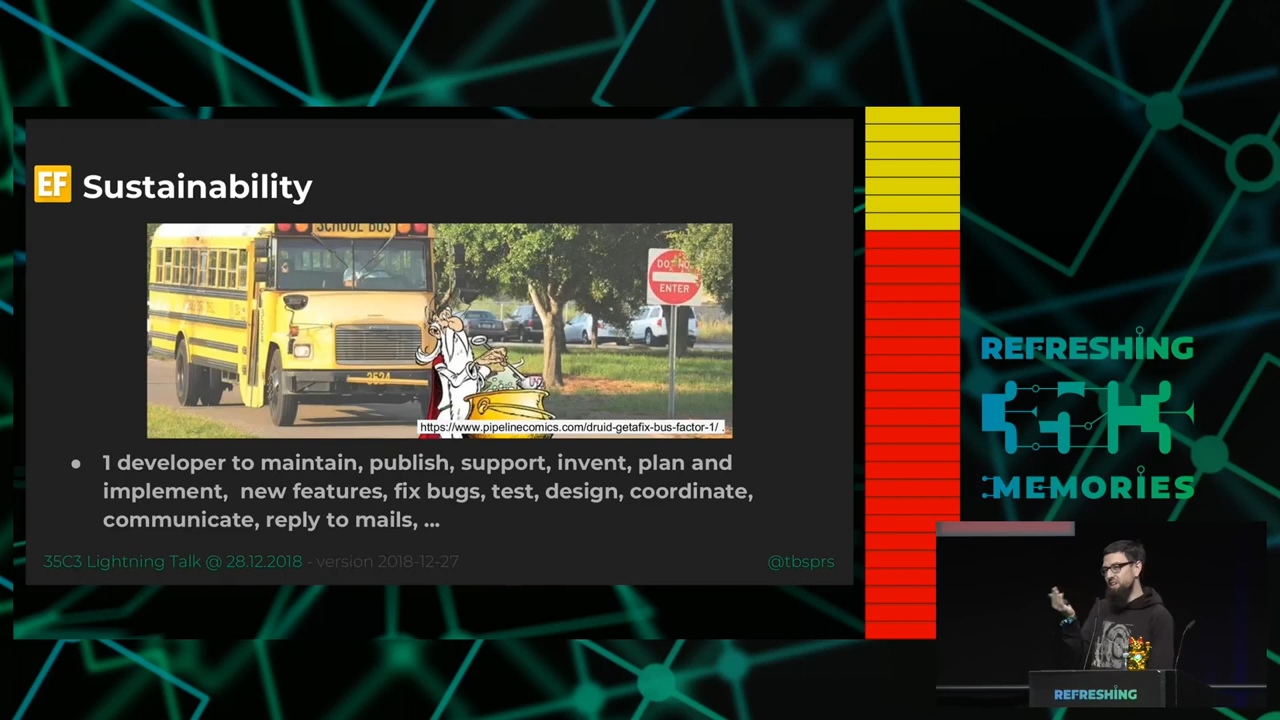 EF Sustainability
SCHOOL BUS
DO NOT
ENTER
3534
https://www.pipelinecomics.com/druid-getafix-bus-factor-1/ .
● 1 developer to maintain, publish, support, invent, plan and
implement,  new features, fix bugs, test, design, coordinate,
communicate, reply to mails, ...
35C3 Lightning Talk @ 28.12.2018 - version 2018-12-27
@tbsprs
REFRESHING
35C3
MEMORIES
REFRESHING